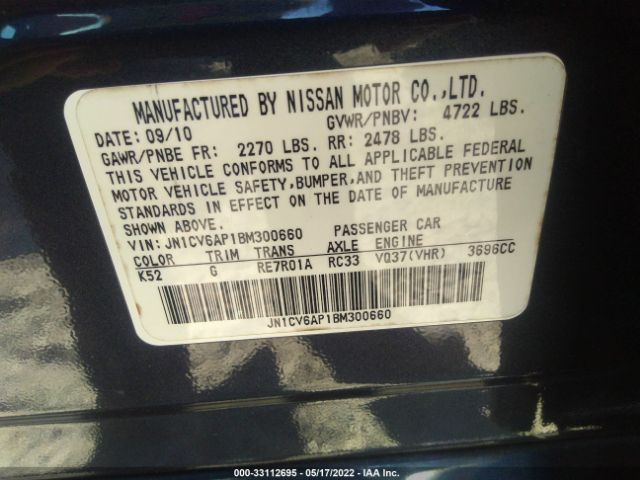 MANUFACTURED BY NISSAN MOTOR CO.,LTD.
DATE: 09/10 GVWR/PNBV: 4722 LBS.
GAWR/PNBE FR: 2270 LBS. RR: 2478 LBS.
THIS VEHICLE CONFORMS TO ALL APPLICABLE FEDERAL
MOTOR VEHICLE SAFETY,BUMPER,AND THEFT PREVENTION
STANDARDS IN EFFECT ON THE DATE OF MANUFACTURE
SHOWN ABOVE.
VIN: JN1CV6AP1BM300660 PASSENGER CAR
COLOR TRIM TRANS AXLE ENGINE
K52 G RE7R01A RC33 VQ37(VHR) 3696CC
JN1CV6AP1BM300660
000-33112695 - 05/17/2022 - IAA Inc.